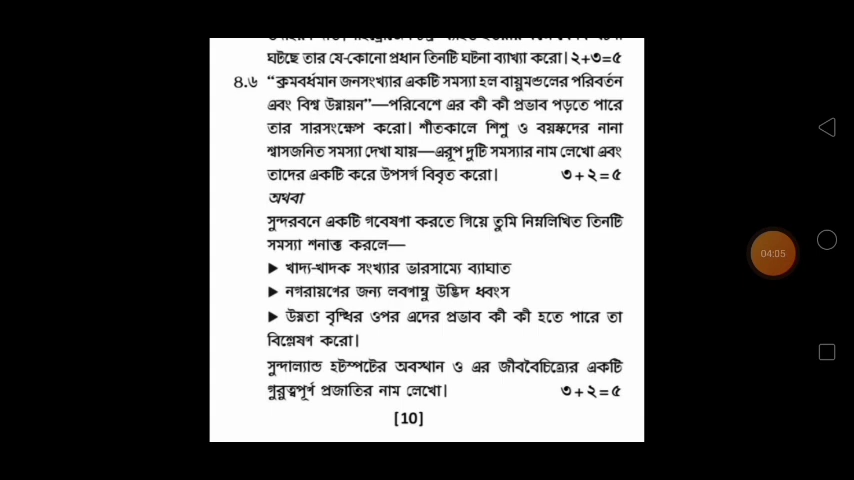 ঘটছে তার যে-কোনো প্রধান তিনটি ঘটনা ব্যাখ্যা করো। ২+৩=৫
৪.৬ “ক্রমবর্ধমান জনসংখ্যার একটি সমস্যা হল বায়ুমন্ডলের পরিবর্তন
এবং বিশ্ব উষ্ণায়ন”—পরিবেশে এর কী কী প্রভাব পড়তে পারে
তার সারসংক্ষেপ করো। শীতকালে শিশু ও বয়স্কদের নানা
শ্বাসজনিত সমস্যা দেখা যায়—এরূপ দুটি সমস্যার নাম লেখো এবং
তাদের একটি করে উপসর্গ বিবৃত করো। ৩+২=৫
অথবা
সুন্দরবনে একটি গবেষণা করতে গিয়ে তুমি নিম্নলিখিত তিনটি
সমস্যা শনাক্ত করলে—
▶ খাদ্য-খাদক সংখ্যার ভারসাম্যে ব্যাঘাত
▶ নগরায়ণের জন্য লবণাম্বু উদ্ভিদ ধ্বংস
▶ উষ্ণতা বৃদ্ধির ওপর এদের প্রভাব কী কী হতে পারে তা
বিশ্লেষণ করো।
সুন্দাল্যান্ড হটস্পটের অবস্থান ও এর জীববৈচিত্র্যের একটি
গুরুত্বপূর্ণ প্রজাতির নাম লেখো। ৩+২=৫
[10]
04:05